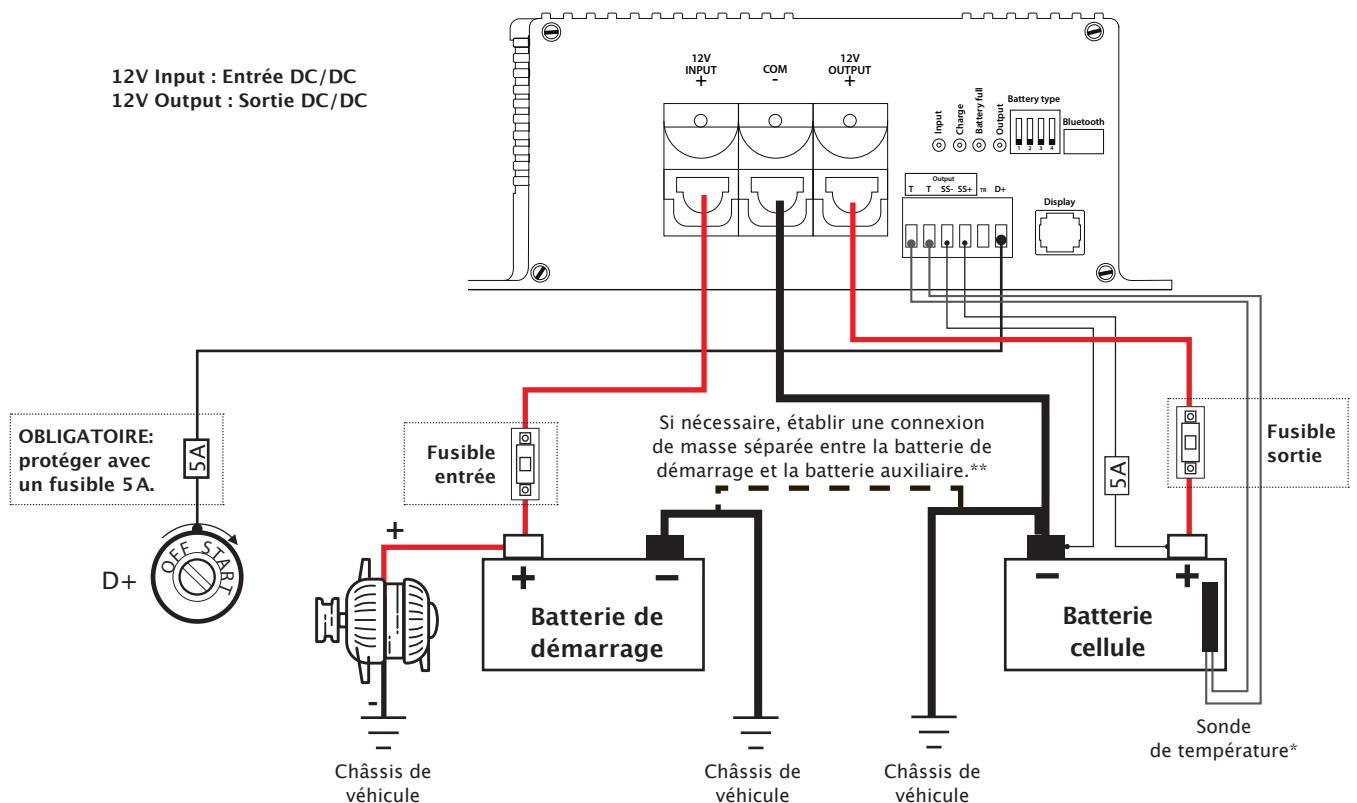 12V Input : Entrée DC/DC
12V Output : Sortie DC/DC
12V
INPUT
+
COM
-
12V
OUTPUT
+
Input
Charge
Battery full
Output
Battery type
1 2 3 4
Bluetooth
Output
T T SS- SS+ TR D+
Display
OBLIGATOIRE:
protéger avec
un fusible 5A.
5A
Fusible
entrée
Si nécessaire, établir une connexion
de masse séparée entre la batterie de
démarrage et la batterie auxiliaire.**
5A
Fusible
sortie
D+
OFF START
+
-
+ −
Batterie de
démarrage
− +
Batterie
cellule
Sonde
de température*
Châssis de
véhicule
Châssis de
véhicule
Châssis de
véhicule